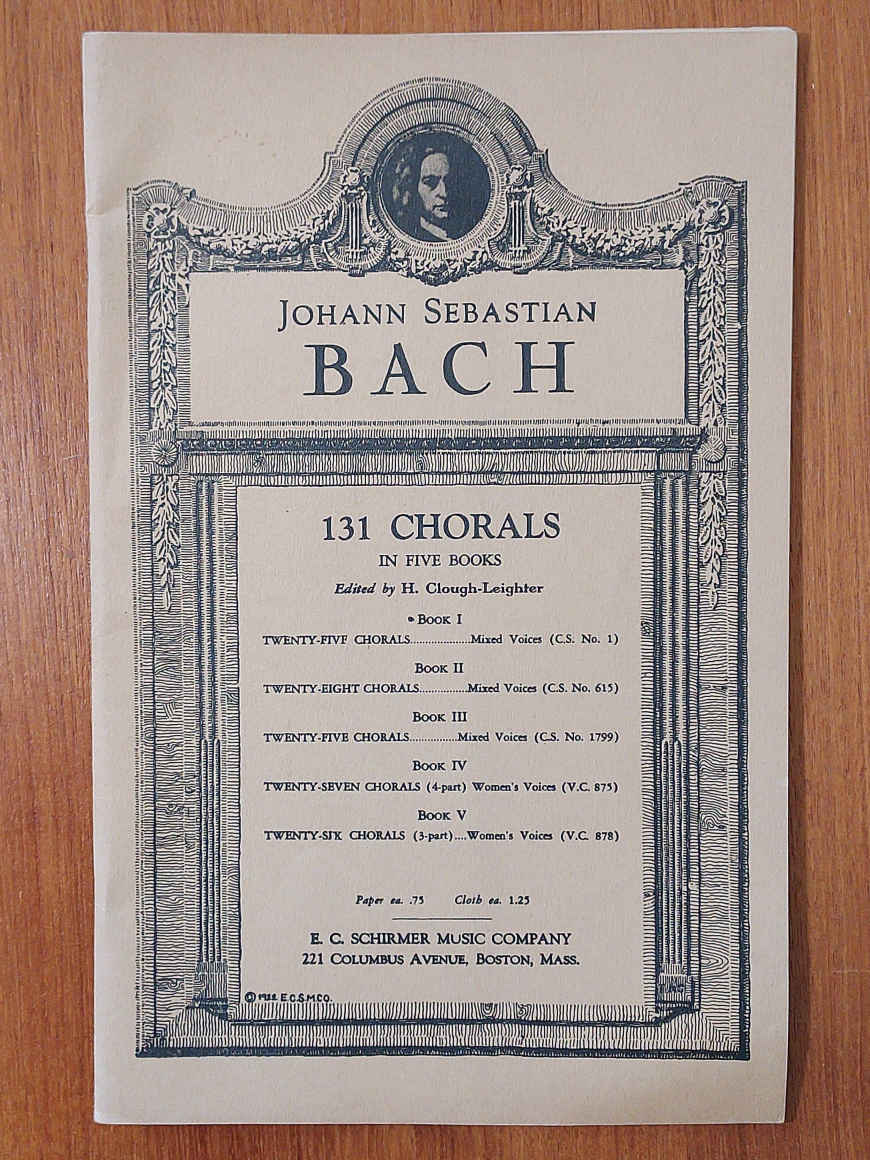 JOHANN SEBASTIAN
BACH
131 CHORALS
IN FIVE BOOKS
Edited by H. Clough-Leighter
•BOOK I
TWENTY-FIVE CHORALS...................Mixed Voices (C.S. No. 1)
BOOK II
TWENTY-EIGHT CHORALS...............Mixed Voices (C.S. No. 615)
BOOK III
TWENTY-FIVE CHORALS...............Mixed Voices (C.S. No. 1799)
BOOK IV
TWENTY-SEVEN CHORALS (4-part) Women's Voices (V.C. 875)
BOOK V
TWENTY-SIX CHORALS (3-part)....Women's Voices (V.C. 878)
Paper ea. .75 Cloth ea. 1.25
E. C. SCHIRMER MUSIC COMPANY
221 COLUMBUS AVENUE, BOSTON, MASS.
© 1922 E.C.S.M.CO.